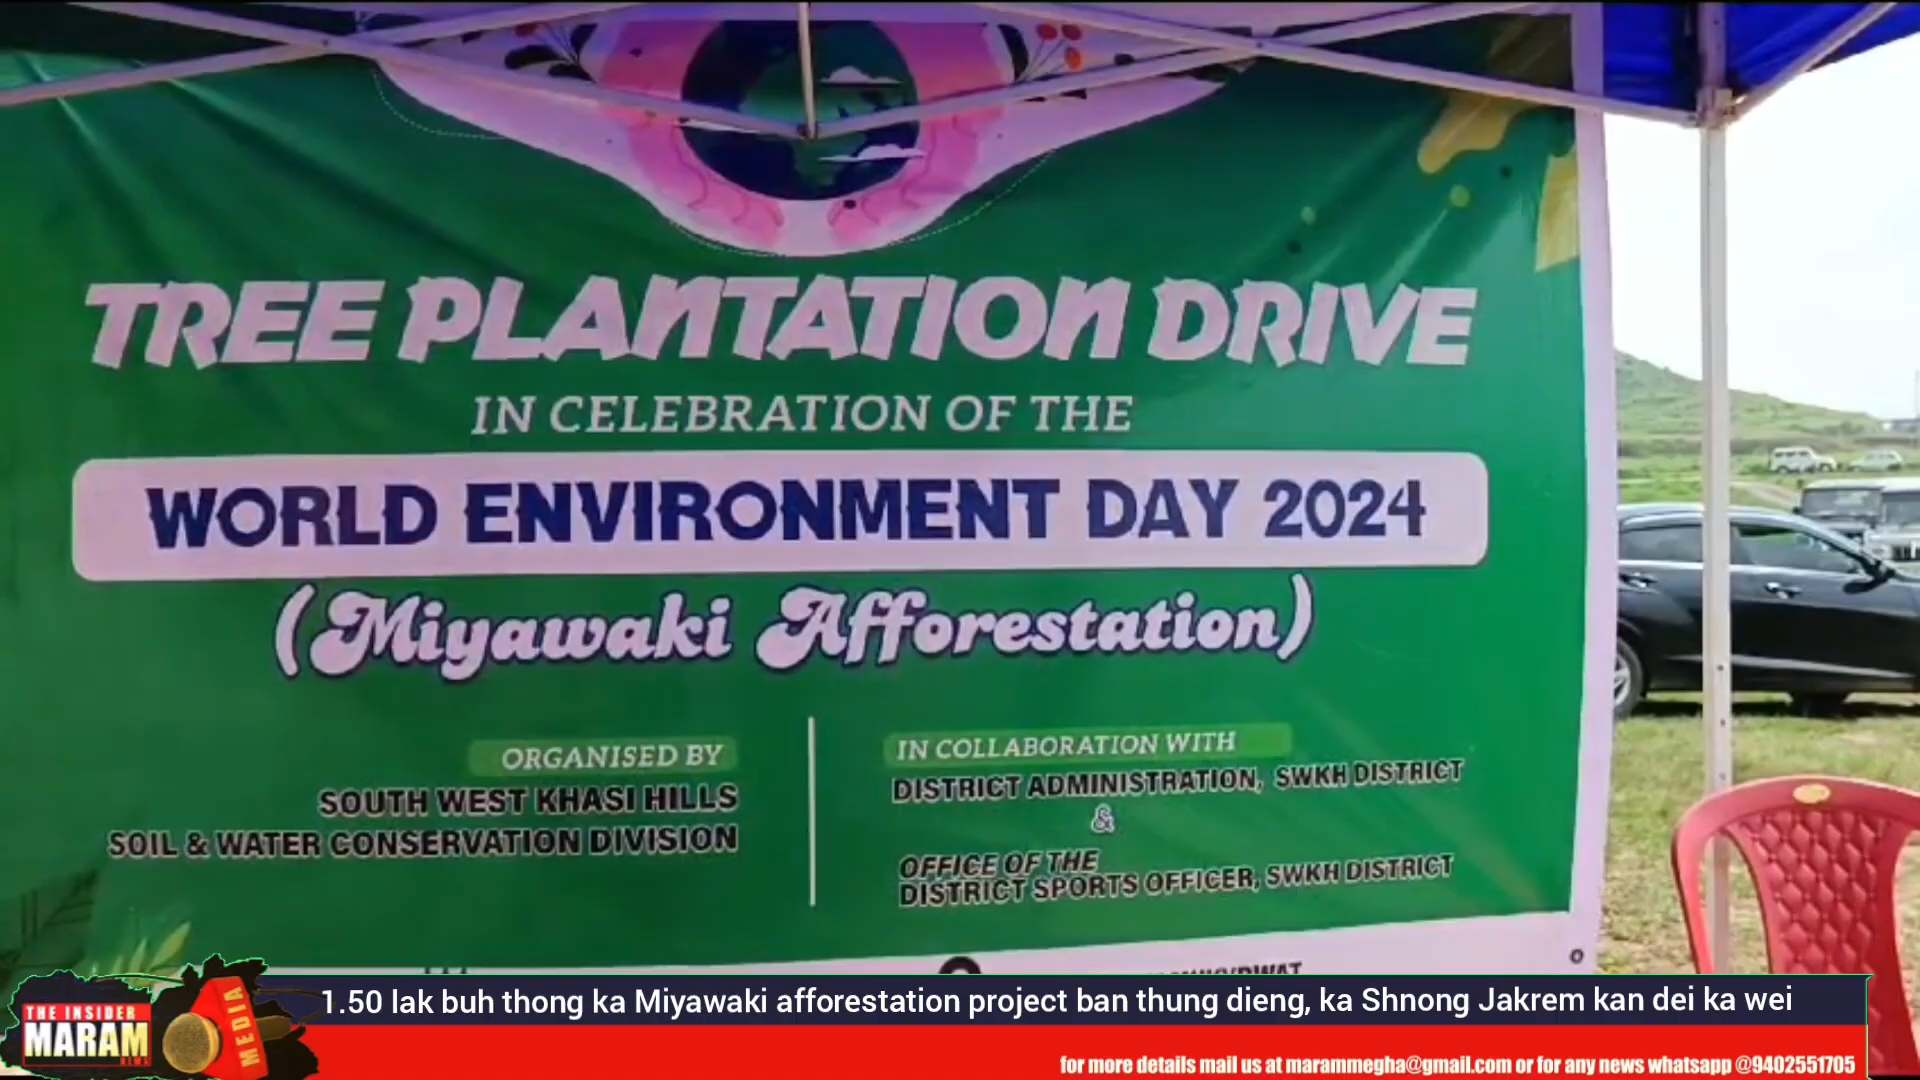 TREE PLANTATION DRIVE
IN CELEBRATION OF THE
WORLD ENVIRONMENT DAY 2024
(Miyawaki Afforestation)
ORGANISED BY
SOUTH WEST KHASI HILLS
SOIL & WATER CONSERVATION DIVISION
IN COLLABORATION WITH
DISTRICT ADMINISTRATION, SWKH DISTRICT
&
OFFICE OF THE
DISTRICT SPORTS OFFICER, SWKH DISTRICT
THE INSIDER
MARAM
NEWS
MEDIA
1.50 lak buh thong ka Miyawaki afforestation project ban thung dieng, ka Shnong Jakrem kan dei ka wei
for more details mail us at marammegha@gmail.com or for any news whatsapp @9402551705